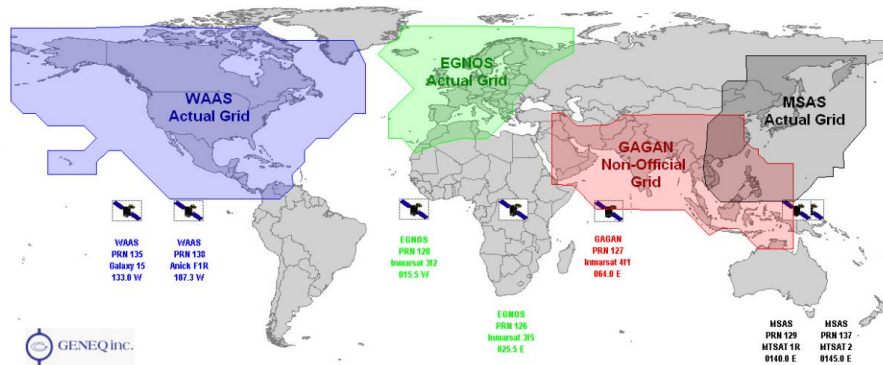 WAAS
Actual Grid
EGNOS
Actual Grid
MSAS
Actual Grid
GAGAN
Non-Official
Grid
WAAS
PRN 135
Galaxy 15
133.0 W
WAAS
PRN 138
Anick F1R
107.3 W
EGNOS
PRN 120
Inmarsat 3f2
015.5 W
EGNOS
PRN 126
Inmarsat 3f5
025.5 E
GAGAN
PRN 127
Inmarsat 4f1
064.0 E
MSAS
PRN 129
MTSAT 1R
0140.0 E
MSAS
PRN 137
MTSAT 2
0145.0 E
GENEQ inc.